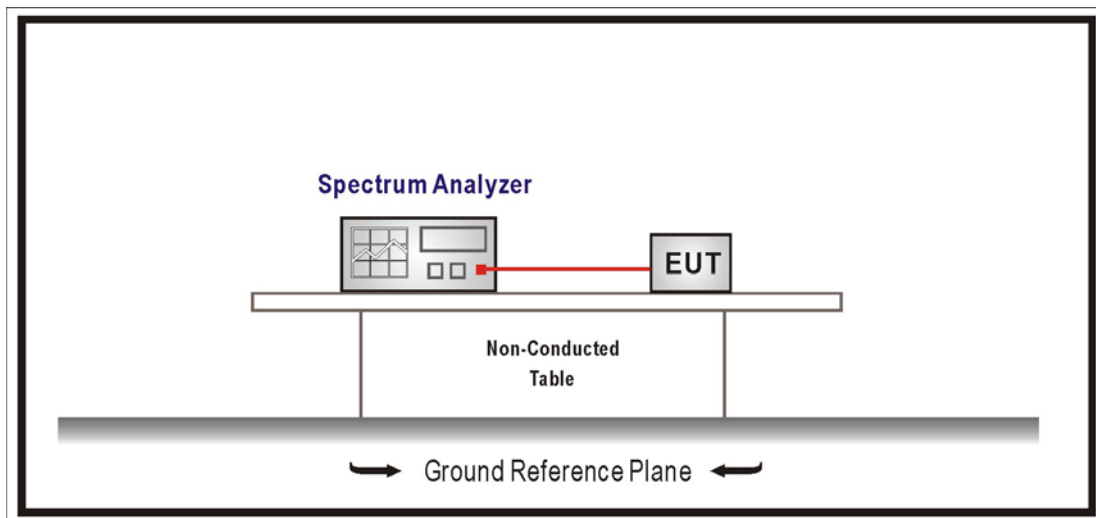 Spectrum Analyzer
EUT
Non-Conducted
Table
Ground Reference Plane